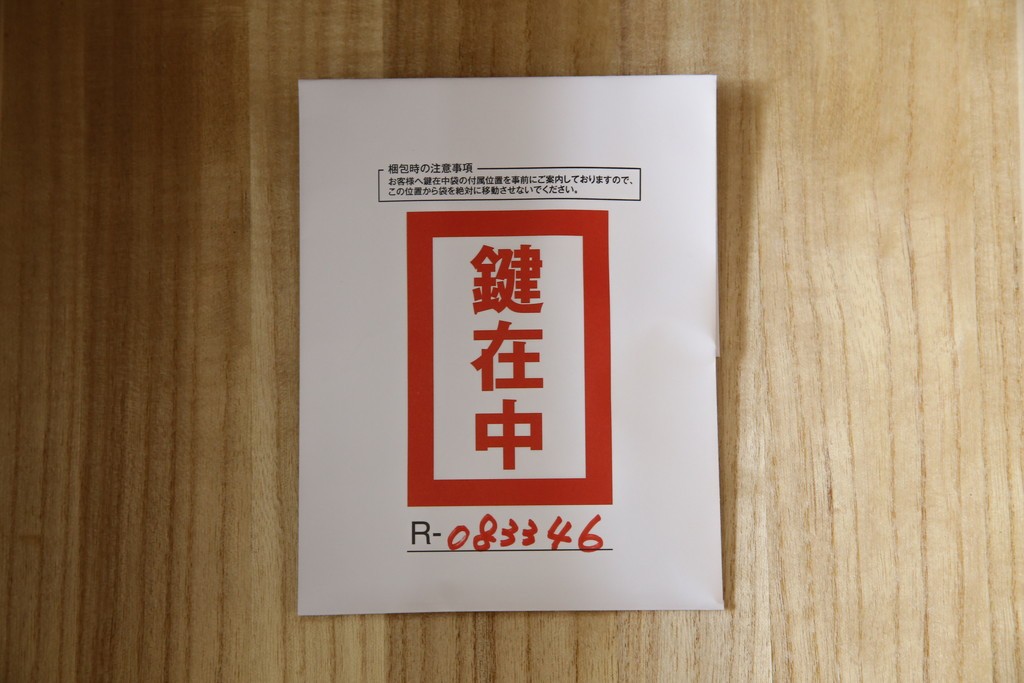 梱包時の注意事項
お客様へ鍵在中袋の付属位置を事前にご案内しておりますので、
この位置から袋を絶対に移動させないでください。
鍵在中
R-083346